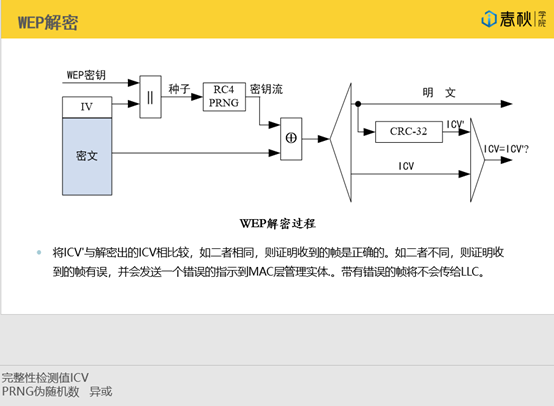 WEP解密
春秋学院
WEP密钥
IV
密文
||
种子
RC4
PRNG
密钥流
明 文
CRC-32
ICV'
ICV
ICV=ICV'?
WEP解密过程
将ICV'与解密出的ICV相比较，如二者相同，则证明收到的帧是正确的。如二者不同，则证明收
到的帧有误，并会发送一个错误的指示到MAC层管理实体.。带有错误的帧将不会传给LLC。
完整性检测值ICV
PRNG伪随机数 异或